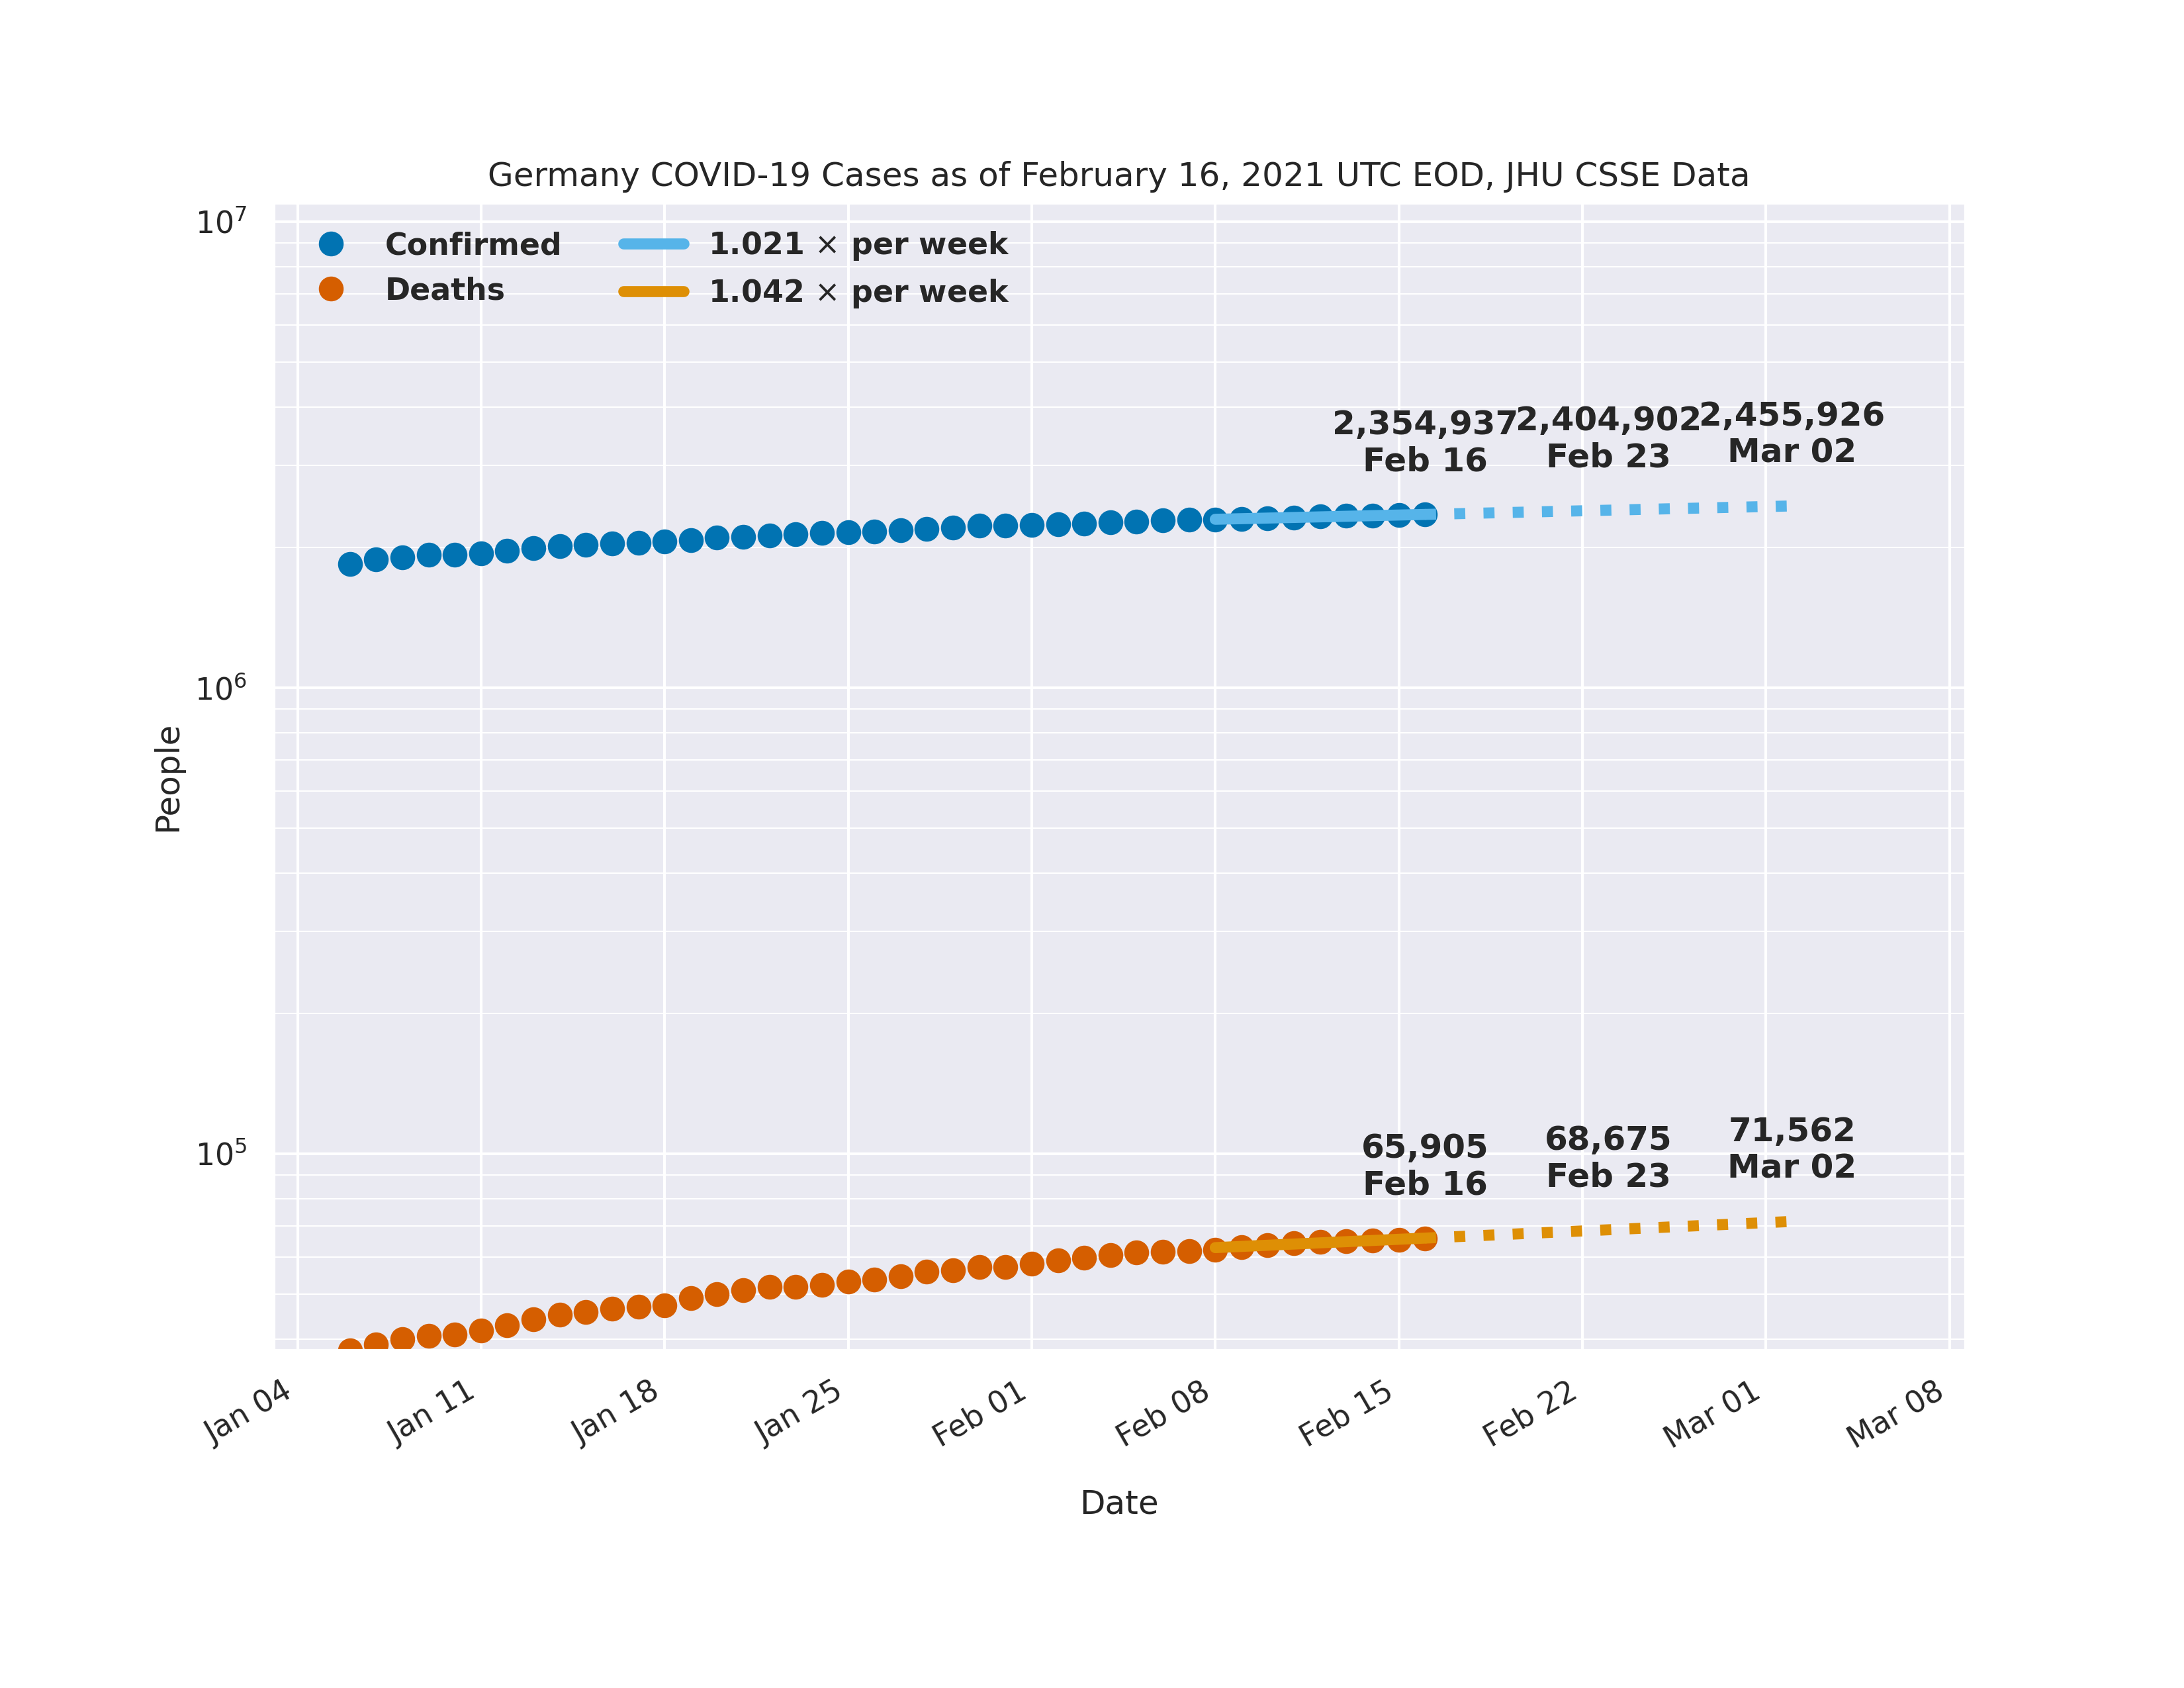 Germany COVID-19 Cases as of February 16, 2021 UTC EOD, JHU CSSE Data
10⁷
Confirmed
Deaths
1.021 × per week
1.042 × per week
2,354,937
Feb 16
2,404,902
Feb 23
2,455,926
Mar 02
10⁶
People
10⁵
65,905
Feb 16
68,675
Feb 23
71,562
Mar 02
Jan 04
Jan 11
Jan 18
Jan 25
Feb 01
Feb 08
Feb 15
Feb 22
Mar 01
Mar 08
Date